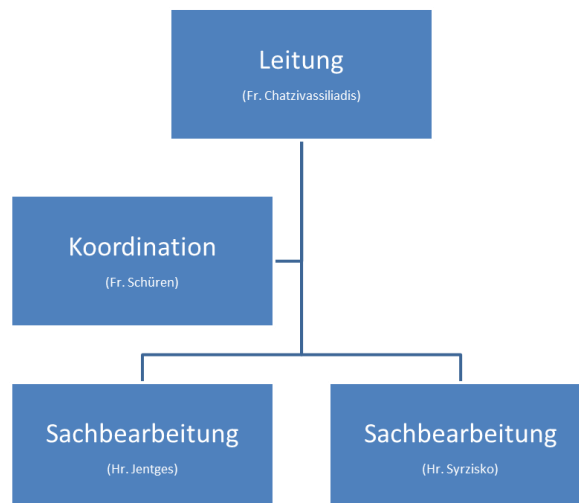 Leitung
(Fr. Chatzivassiliadis)
Koordination
(Fr. Schüren)
Sachbearbeitung
(Hr. Jentges)
Sachbearbeitung
(Hr. Syrzisko)